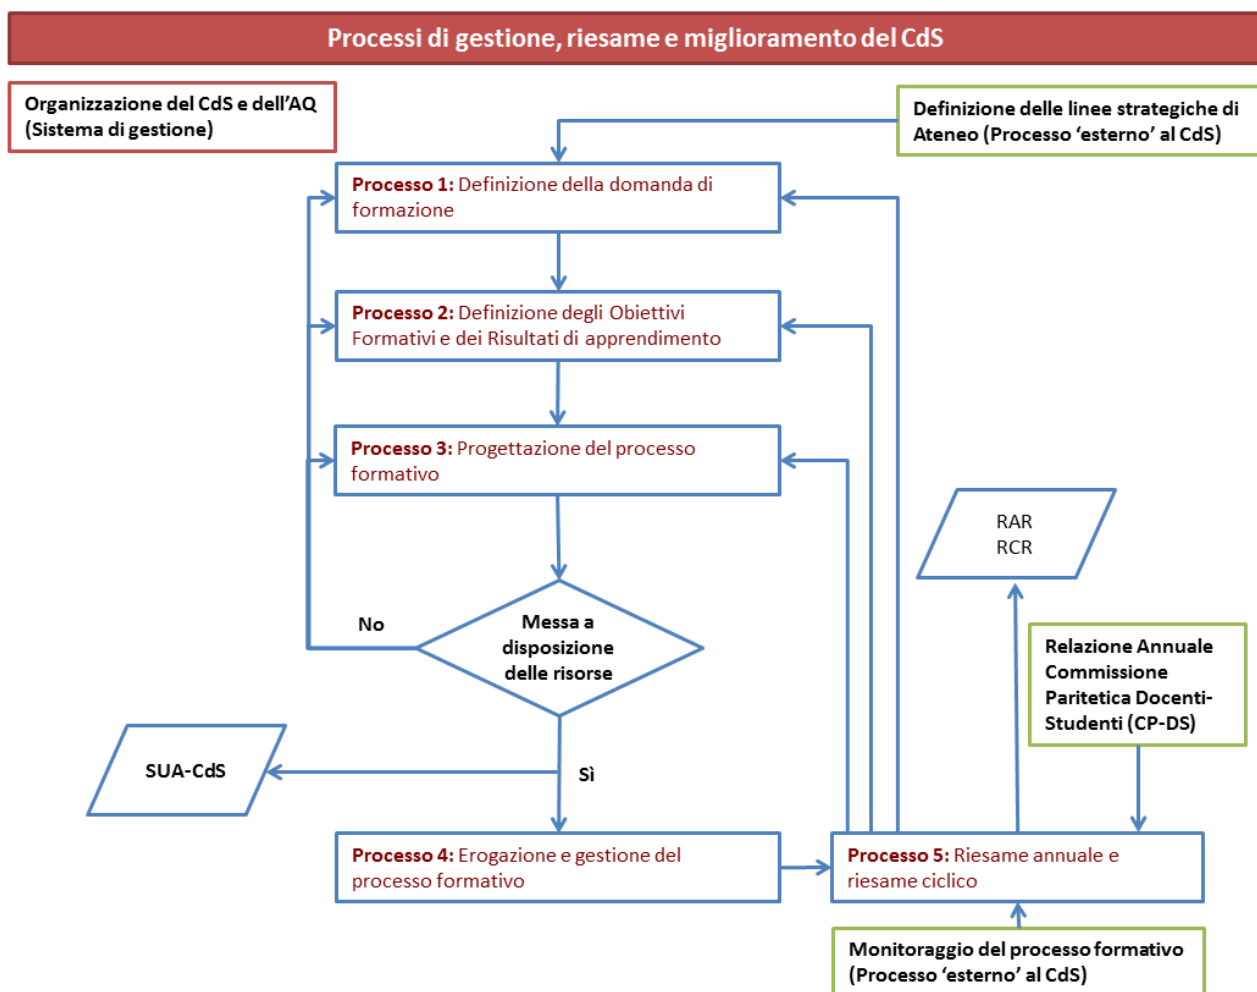 Processi di gestione, riesame e miglioramento del CdS
Organizzazione del CdS e dell'AQ
(Sistema di gestione)
Definizione delle linee strategiche di
Ateneo (Processo 'esterno' al CdS)
Processo 1: Definizione della domanda di
formazione
Processo 2: Definizione degli Obiettivi
Formativi e dei Risultati di apprendimento
Processo 3: Progettazione del processo
formativo
RAR
RCR
No
Messa a
disposizione
delle risorse
Relazione Annuale
Commissione
Paritetica Docenti-
Studenti (CP-DS)
SUA-CdS
Sì
Processo 4: Erogazione e gestione del
processo formativo
Processo 5: Riesame annuale e
riesame ciclico
Monitoraggio del processo formativo
(Processo 'esterno' al CdS)